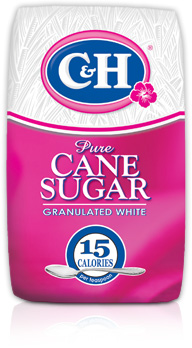 C&H®
Pure
CANE
SUGAR
GRANULATED WHITE
15
CALORIES
per teaspoon